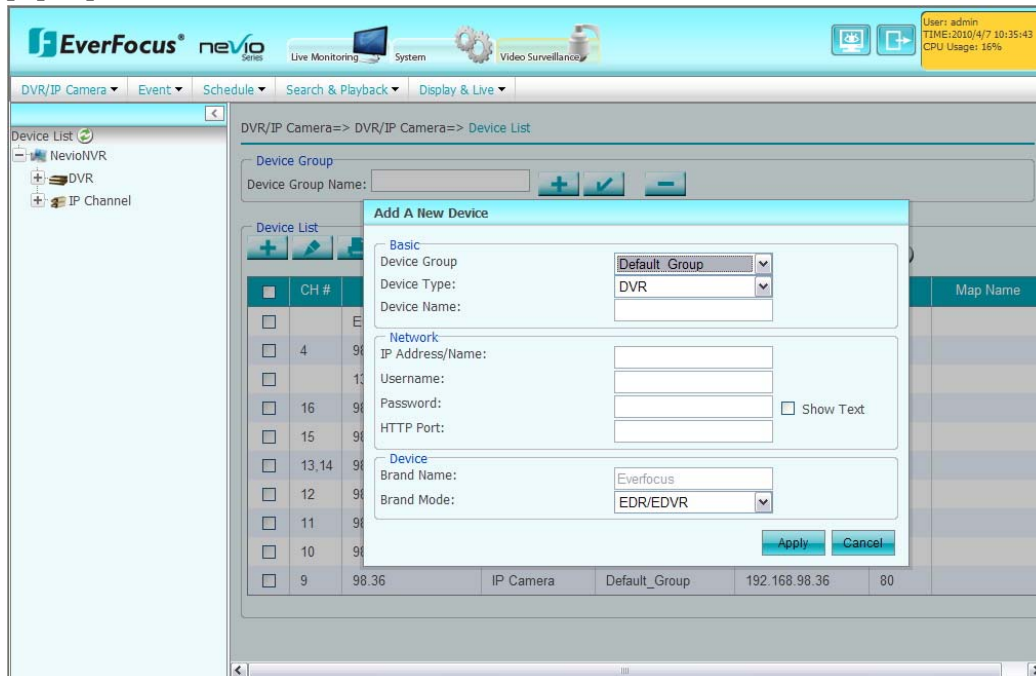 User: admin
EverFocus® nevio
Series
Live Monitoring System Video Surveillance
TIME:2010/4/7 10:35:43
CPU Usage: 16%
DVR/IP Camera Event Schedule Search & Playback Display & Live
Device List
NevioNVR
DVR
IP Channel
DVR/IP Camera=> DVR/IP Camera=> Device List
Device Group
Device Group Name:
Device List
CH # Map Name
4
16
15
13,14
12
11
10
9 98.36 IP Camera Default_Group 192.168.98.36 80
Add A New Device
Basic
Device Group Default_Group
Device Type: DVR
Device Name:
Network
IP Address/Name:
Username:
Password: Show Text
HTTP Port:
Device
Brand Name: Everfocus
Brand Mode: EDR/EDVR
Apply Cancel